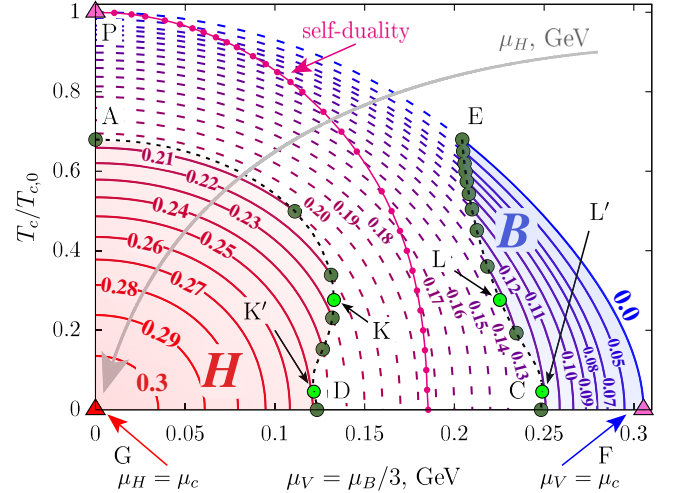 1
P
self-duality
μ_H, GeV
0.8
A
E
T_c/T_{c,0}
0.6
0.4
0.2
0
0.21
0.22
0.24
0.23
0.26
0.25
0.28
0.27
0.29
0.3
0.20
0.19
0.18
0.17
0.16
0.15
0.14
0.13
0.12
0.11
0.10
0.09
0.08
0.07
0.05
0.0
H
B
L′
L
K′
K
D
C
0 0.05 0.1 0.15 0.2 0.25 0.3
G
F
μ_H = μ_c
μ_V = μ_B/3, GeV
μ_V = μ_c